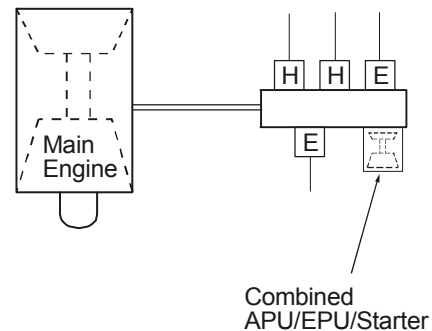 H H E
Main
Engine
E
Combined
APU/EPU/Starter